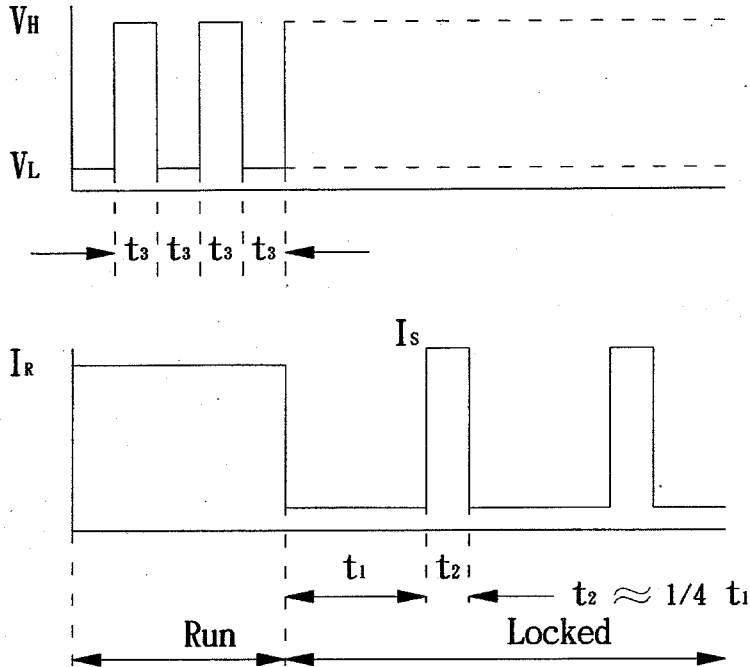 VH
VL
t3 t3 t3 t3
IR
Is
t1
t2
t2 ≈ 1/4 t1
Run
Locked